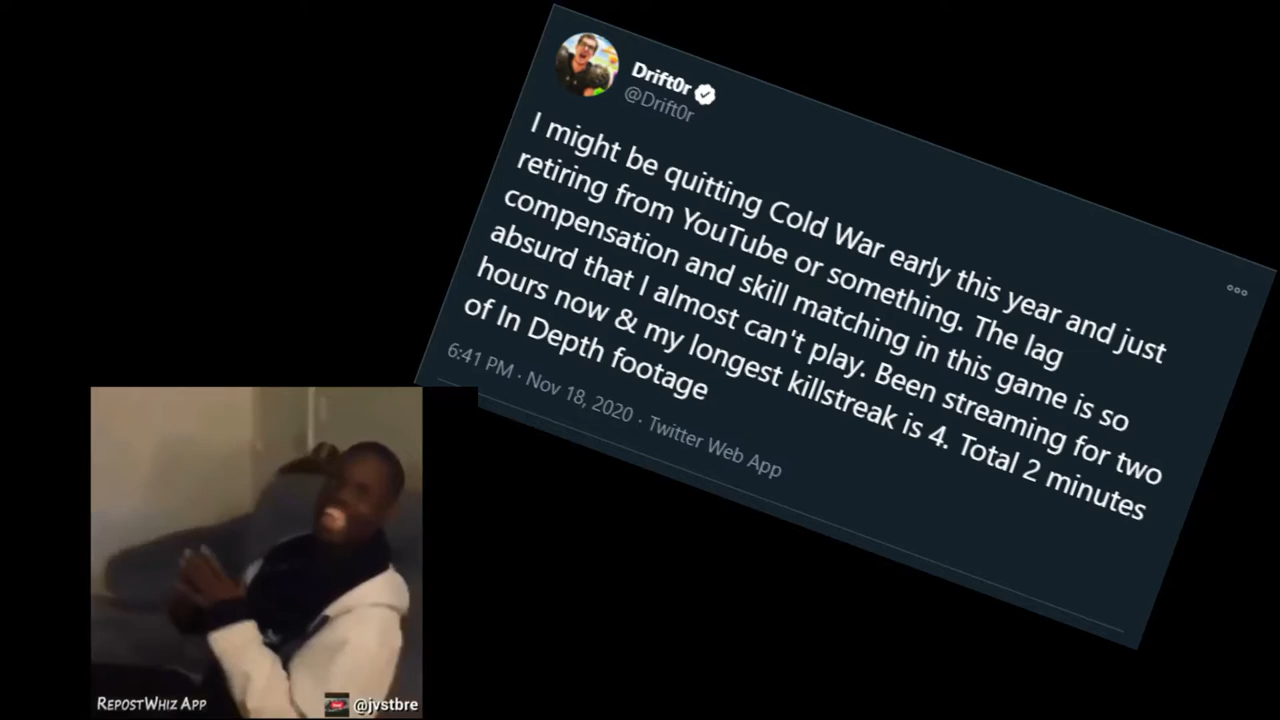 Drift0r
@Drift0r
I might be quitting Cold War early this year and just
retiring from YouTube or something. The lag
compensation and skill matching in this game is so
absurd that I almost can't play. Been streaming for two
hours now & my longest killstreak is 4. Total 2 minutes
of In Depth footage
6:41 PM · Nov 18, 2020 · Twitter Web App
RepostWhiz App
@jvstbre